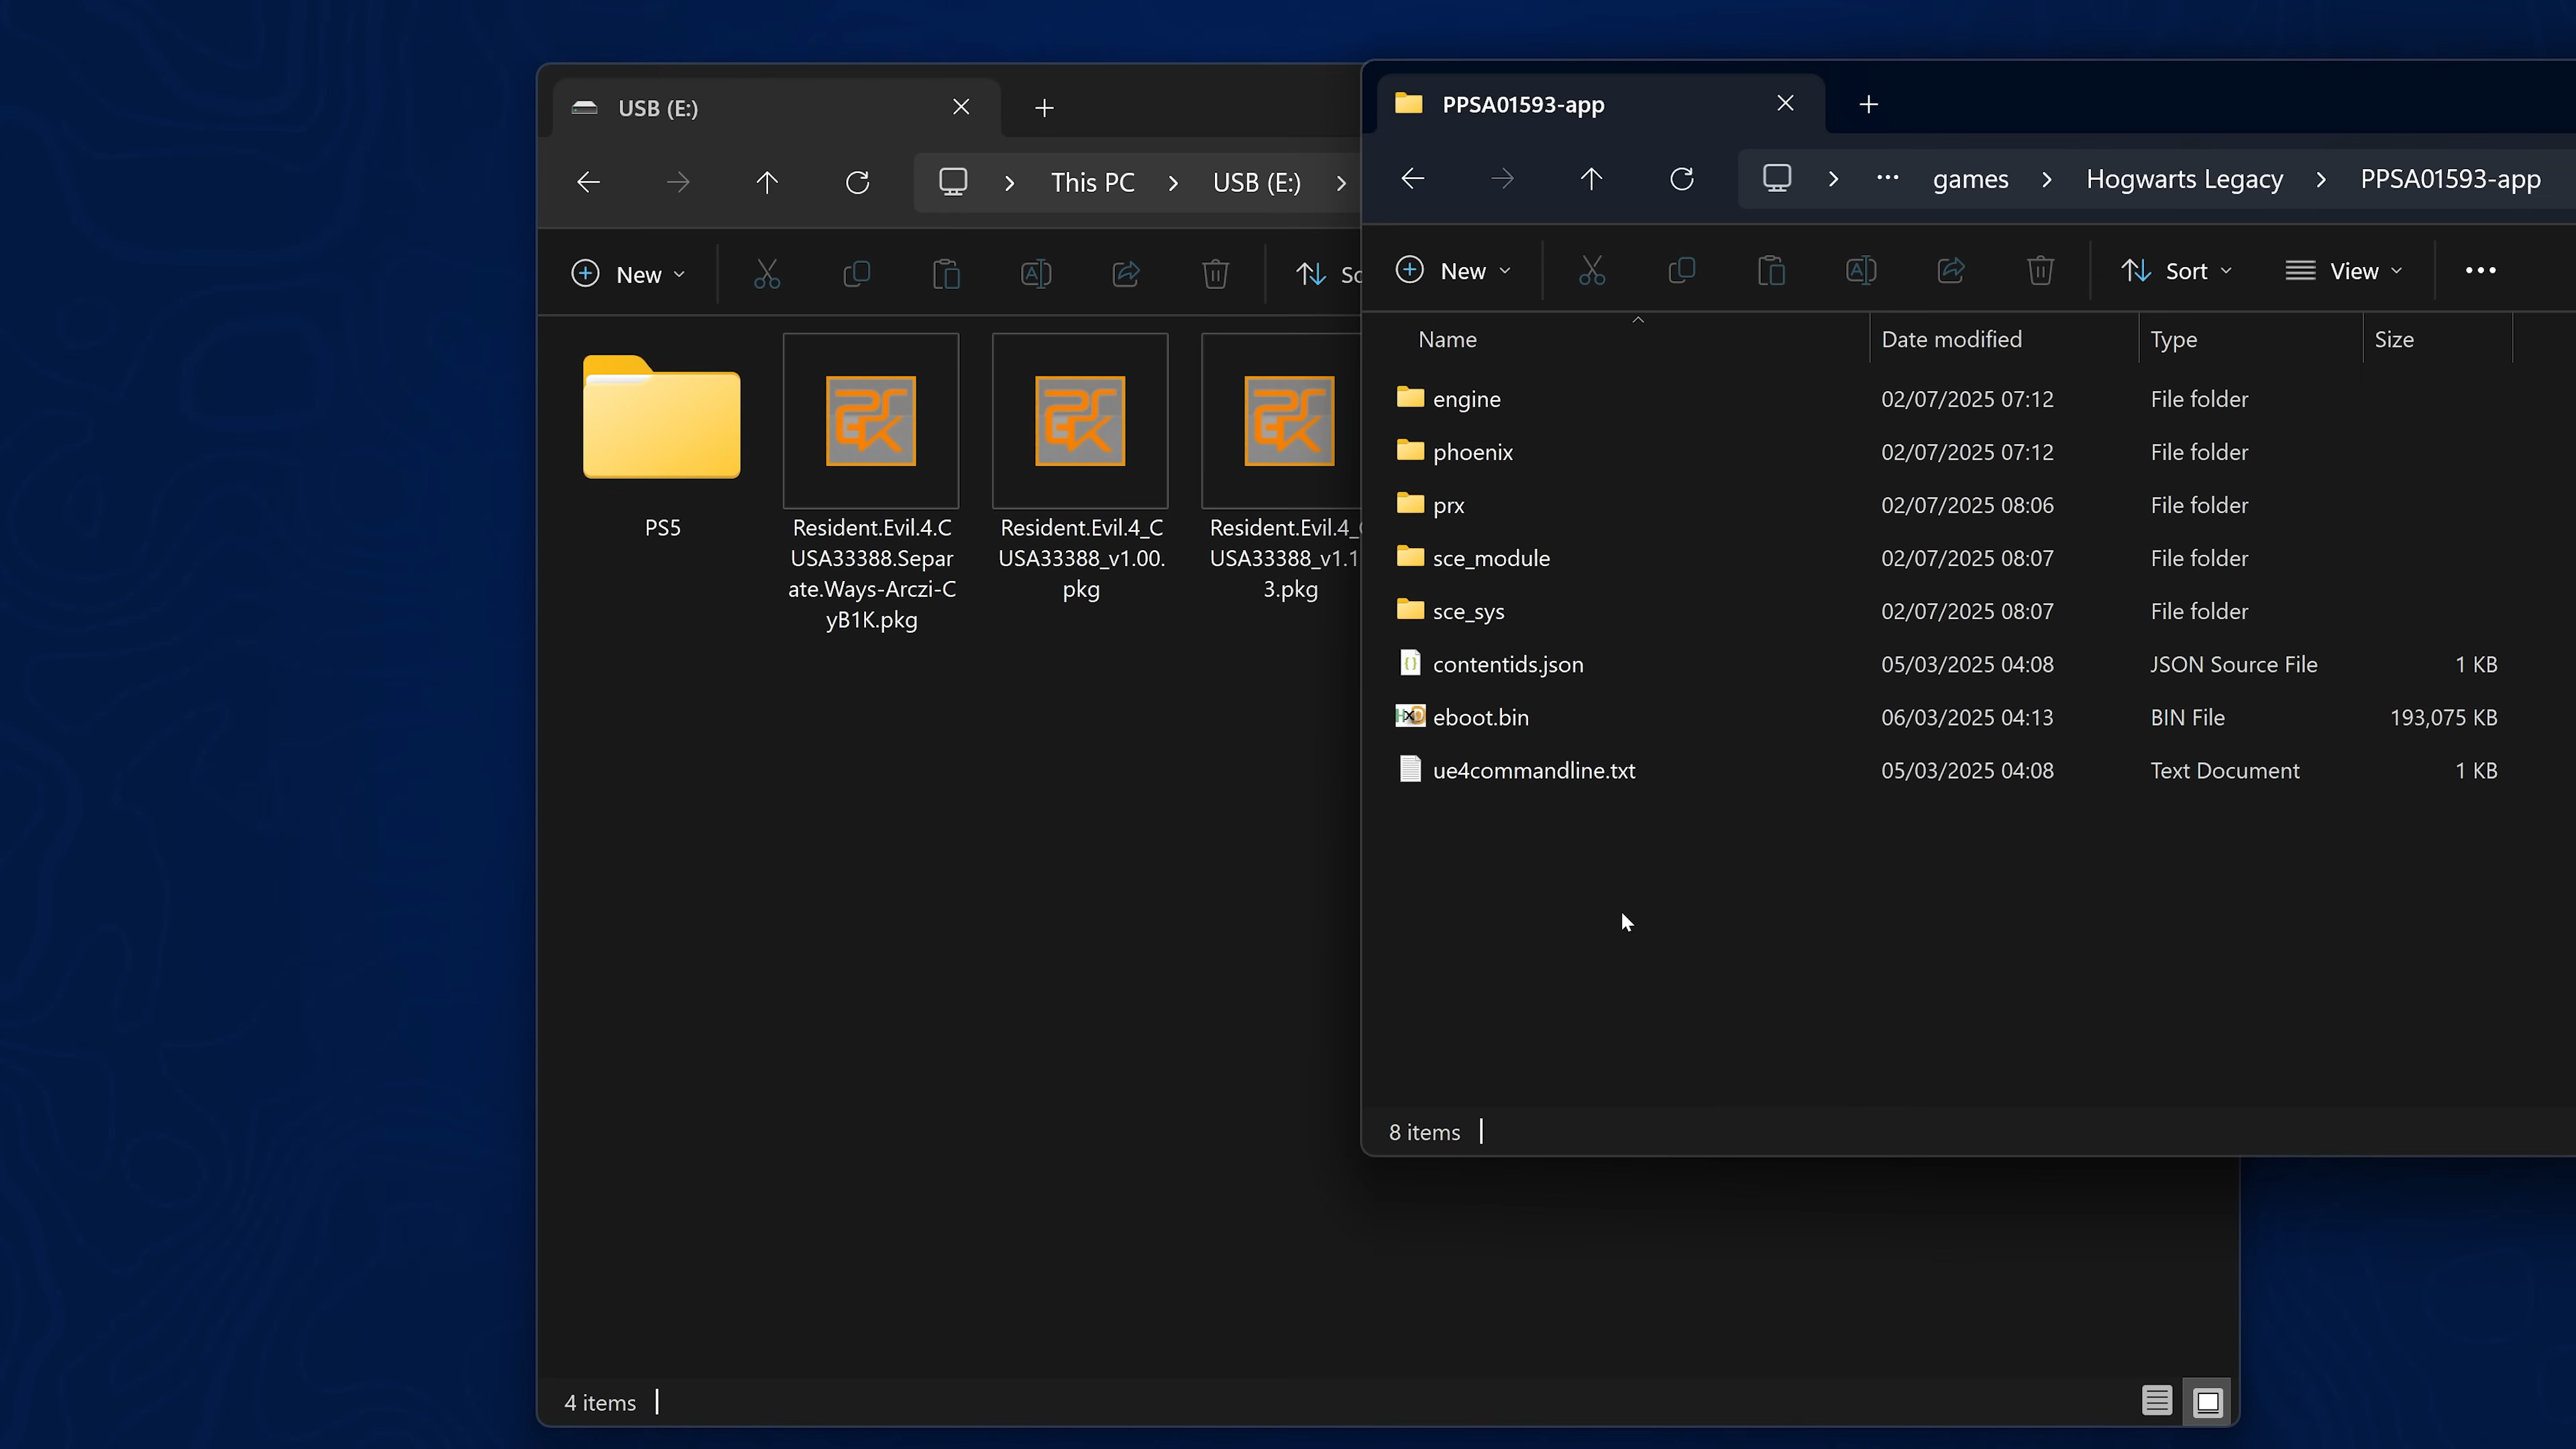 USB (E:)
This PC > USB (E:) >
New
Resident.Evil.4.C
USA33388.Separ
ate.Ways-Arczi-C
yB1K.pkg
Resident.Evil.4_C
USA33388_v1.00.
pkg
Resident.Evil.4_
USA33388_v1.1
3.pkg
PS5
4 items
PPSA01593-app
> ··· games > Hogwarts Legacy > PPSA01593-app
New
Sort
View
Name Date modified Type Size
engine 02/07/2025 07:12 File folder
phoenix 02/07/2025 07:12 File folder
prx 02/07/2025 08:06 File folder
sce_module 02/07/2025 08:07 File folder
sce_sys 02/07/2025 08:07 File folder
contentids.json 05/03/2025 04:08 JSON Source File 1 KB
eboot.bin 06/03/2025 04:13 BIN File 193,075 KB
ue4commandline.txt 05/03/2025 04:08 Text Document 1 KB
8 items